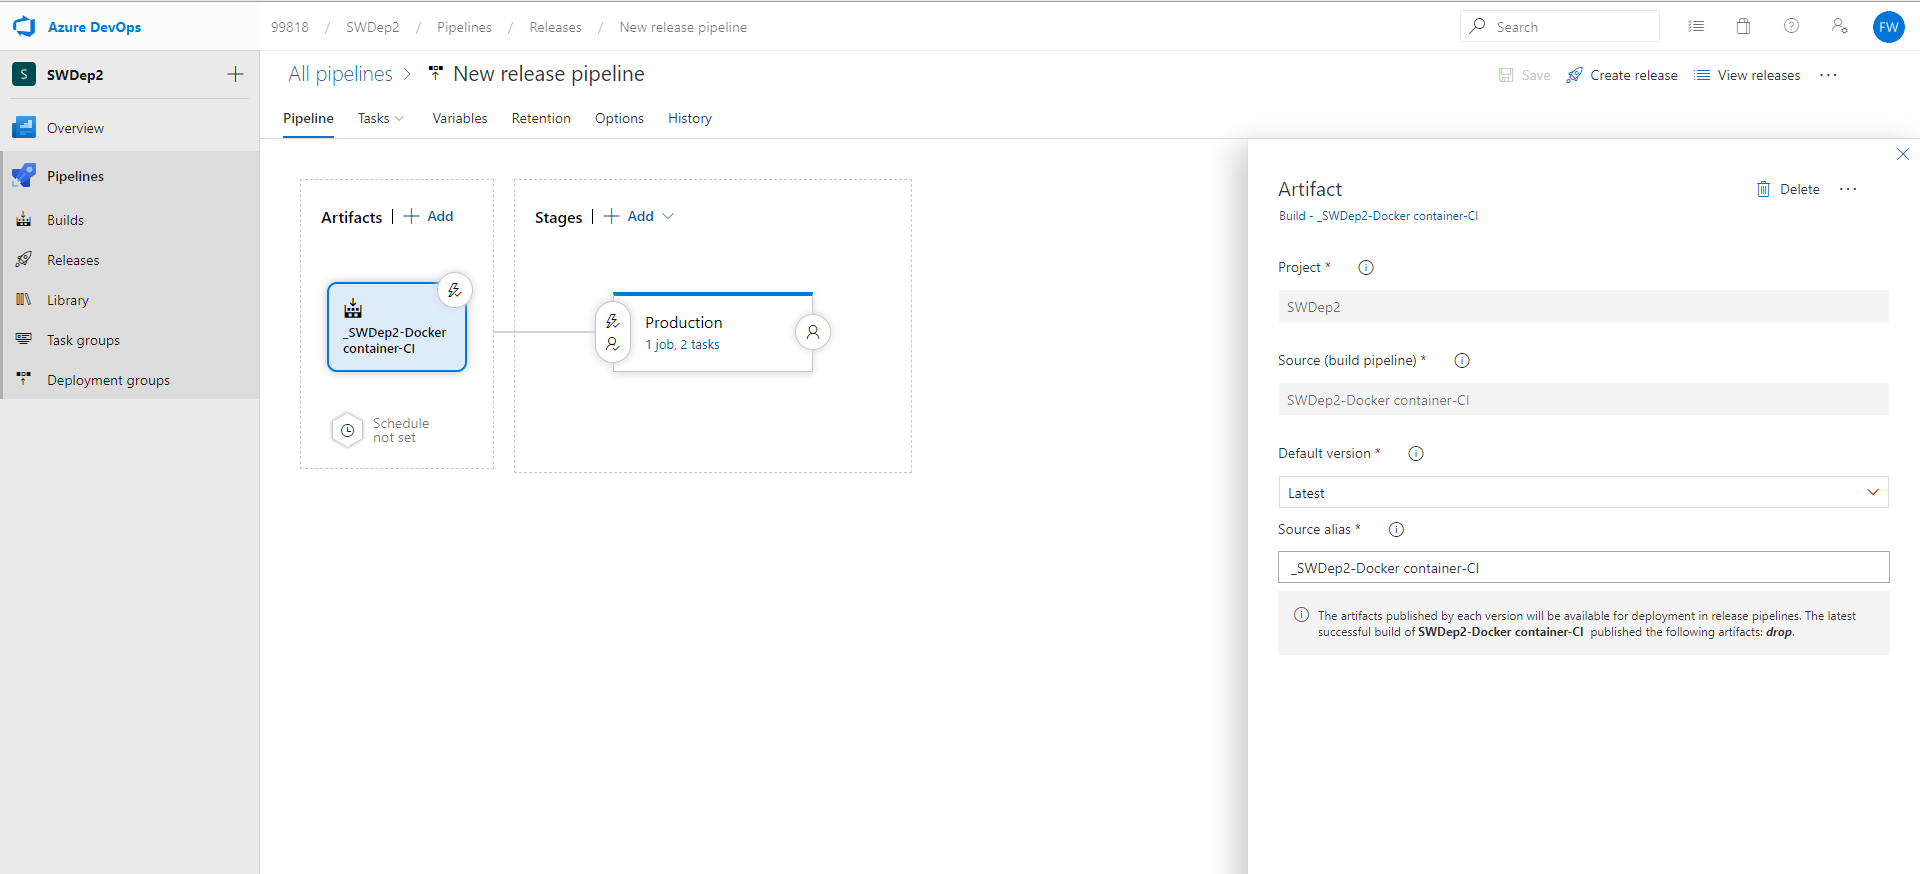 Azure DevOps
99818 / SWDep2 / Pipelines / Releases / New release pipeline
Search
FW
S SWDep2
Overview
Pipelines
Builds
Releases
Library
Task groups
Deployment groups
All pipelines > New release pipeline
Save Create release View releases ...
Pipeline Tasks Variables Retention Options History
Artifacts | + Add
_SWDep2-Docker
container-CI
Schedule
not set
Stages | + Add
Production
1 job, 2 tasks
Artifact
Delete ...
Build - _SWDep2-Docker container-CI
Project *
SWDep2
Source (build pipeline) *
SWDep2-Docker container-CI
Default version *
Latest
Source alias *
_SWDep2-Docker container-CI
The artifacts published by each version will be available for deployment in release pipelines. The latest
successful build of SWDep2-Docker container-CI published the following artifacts: drop.